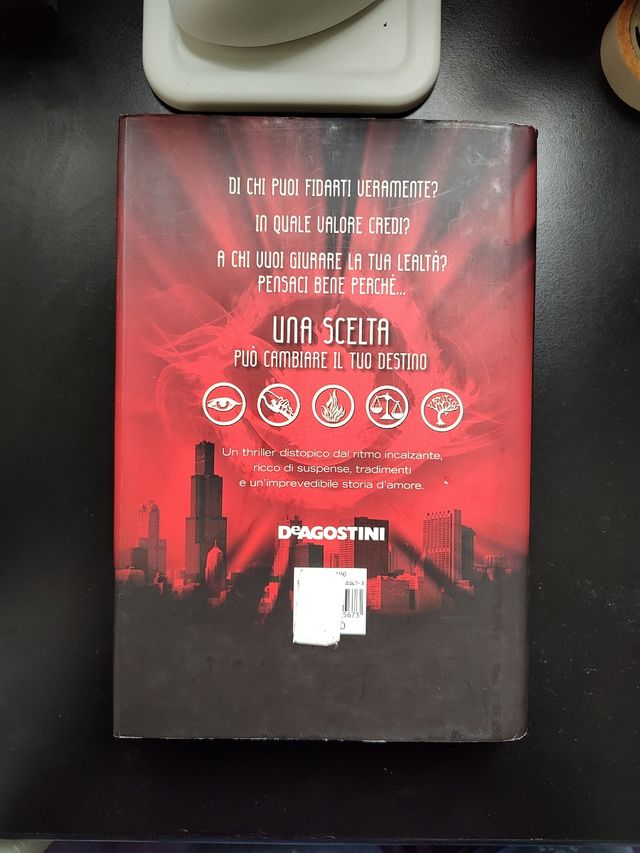 DI CHI PUOI FIDARTI VERAMENTE?
IN QUALE VALORE CREDI?
A CHI VUOI GIURARE LA TUA LEALTÀ?
PENSACI BENE PERCHÉ...
UNA SCELTA
PUÒ CAMBIARE IL TUO DESTINO
Un thriller distopico dal ritmo incalzante,
ricco di suspense, tradimenti
e un'imprevedibile storia d'amore.
DeAGOSTINI